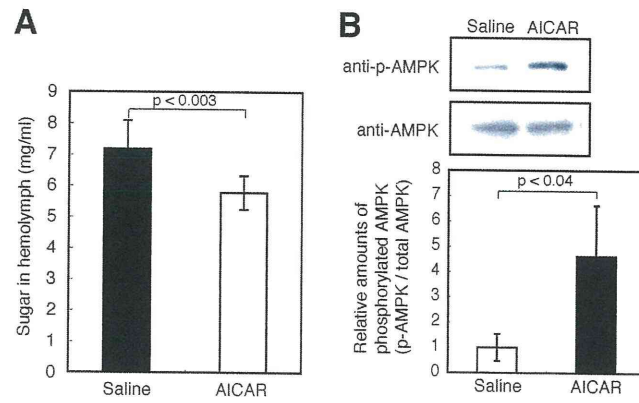 A
Sugar in hemolymph (mg/ml)
9
8
7
6
5
4
3
2
1
0
p < 0.003
Saline
AICAR
B
Saline AICAR
anti-p-AMPK
anti-AMPK
Relative amounts of
phosphorylated AMPK
(p-AMPK / total AMPK)
8
7
6
5
4
3
2
1
0
p < 0.04
Saline
AICAR